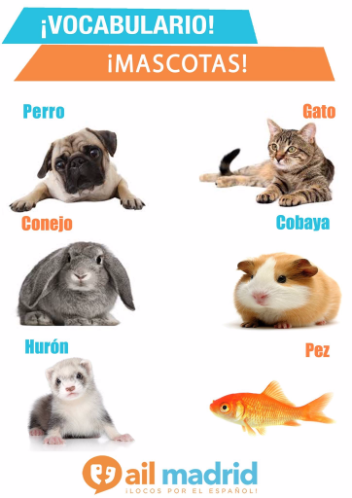 ¡VOCABULARIO!
¡MASCOTAS!
Perro
Gato
Conejo
Cobaya
Hurón
Pez
ail madrid
¡LOCOS POR EL ESPAÑOL!